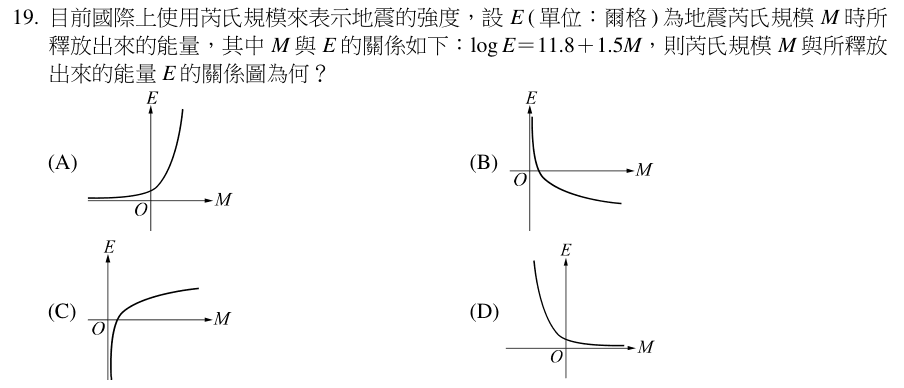 19. 目前國際上使用芮氏規模來表示地震的強度,設 E(單位:爾格)為地震芮氏規模 M 時所
釋放出來的能量,其中 M 與 E 的關係如下:log E=11.8+1.5M,則芮氏規模 M 與所釋放
出來的能量 E 的關係圖為何?
(A)
E
O
M
(B)
E
O
M
(C)
E
O
M
(D)
E
O
M